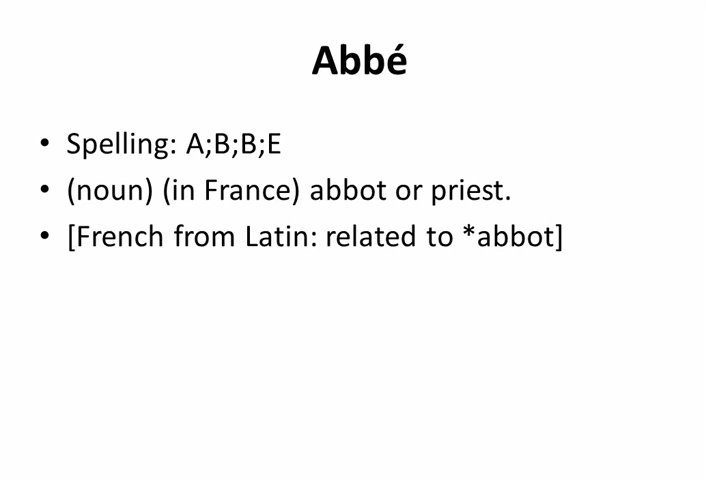 Abbé
• Spelling: A;B;B;E
• (noun) (in France) abbot or priest.
• [French from Latin: related to *abbot]